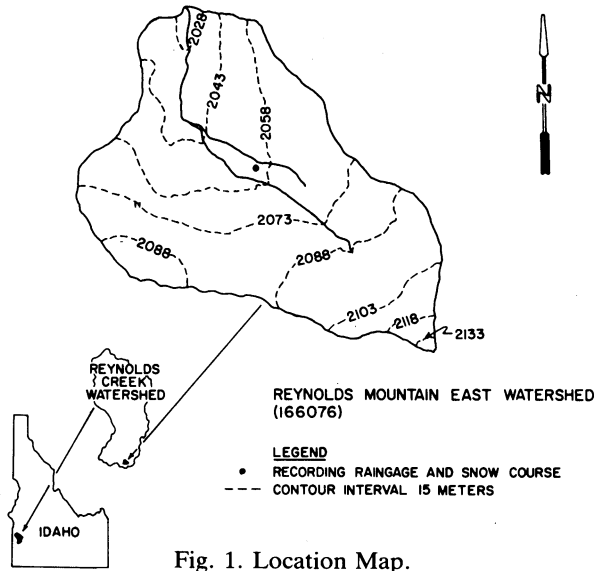 2028
2043
2058
N
2073
2088
2088
2103
2118
2133
REYNOLDS
CREEK
WATERSHED
REYNOLDS MOUNTAIN EAST WATERSHED
(166076)
LEGEND
RECORDING RAINGAGE AND SNOW COURSE
CONTOUR INTERVAL 15 METERS
IDAHO
Fig. 1. Location Map.